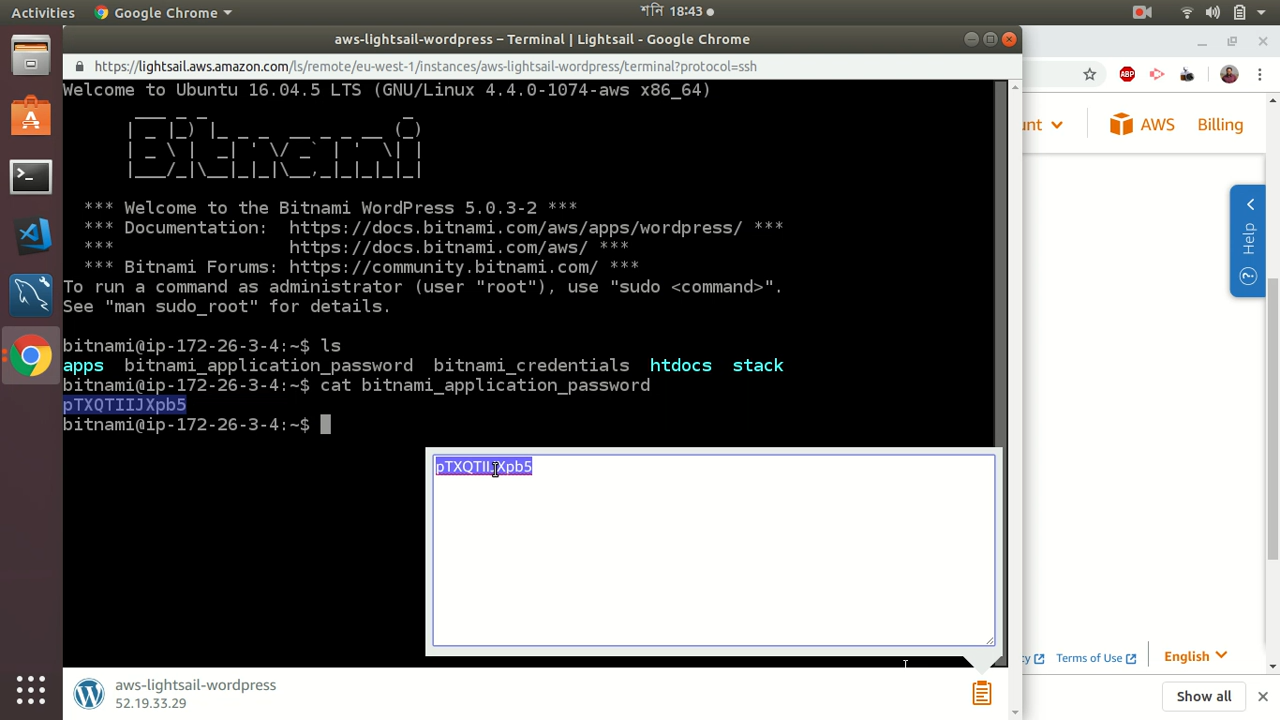 Activities Google Chrome শনি 18:43
aws-lightsail-wordpress – Terminal | Lightsail - Google Chrome
https://lightsail.aws.amazon.com/ls/remote/eu-west-1/instances/aws-lightsail-wordpress/terminal?protocol=ssh
ABP
Welcome to Ubuntu 16.04.5 LTS (GNU/Linux 4.4.0-1074-aws x86_64)
AWS Billing
Bitnami
*** Welcome to the Bitnami WordPress 5.0.3-2 ***
*** Documentation: https://docs.bitnami.com/aws/apps/wordpress/ ***
*** https://docs.bitnami.com/aws/ ***
*** Bitnami Forums: https://community.bitnami.com/ ***
To run a command as administrator (user "root"), use "sudo <command>".
See "man sudo_root" for details.
Help
bitnami@ip-172-26-3-4:~$ ls
apps bitnami_application_password bitnami_credentials htdocs stack
bitnami@ip-172-26-3-4:~$ cat bitnami_application_password
pTXQTIIJXpb5
bitnami@ip-172-26-3-4:~$
pTXQTIIJXpb5
Terms of Use English
aws-lightsail-wordpress
52.19.33.29
Show all